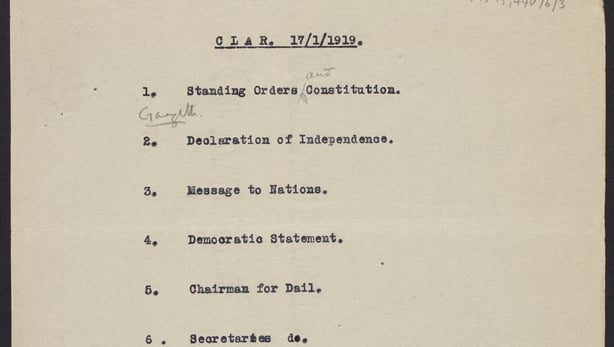 C L A R. 17/1/1919.
and
1. Standing Orders Constitution.
2. Declaration of Independence.
3. Message to Nations.
4. Democratic Statement.
5. Chairman for Dail.
6. Secretaries do.